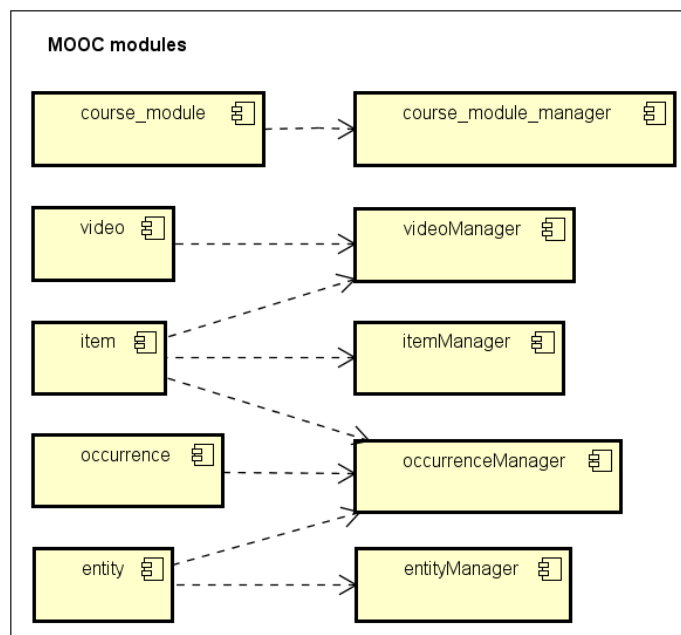 MOOC modules
course_module
course_module_manager
video
videoManager
item
itemManager
occurrence
occurrenceManager
entity
entityManager